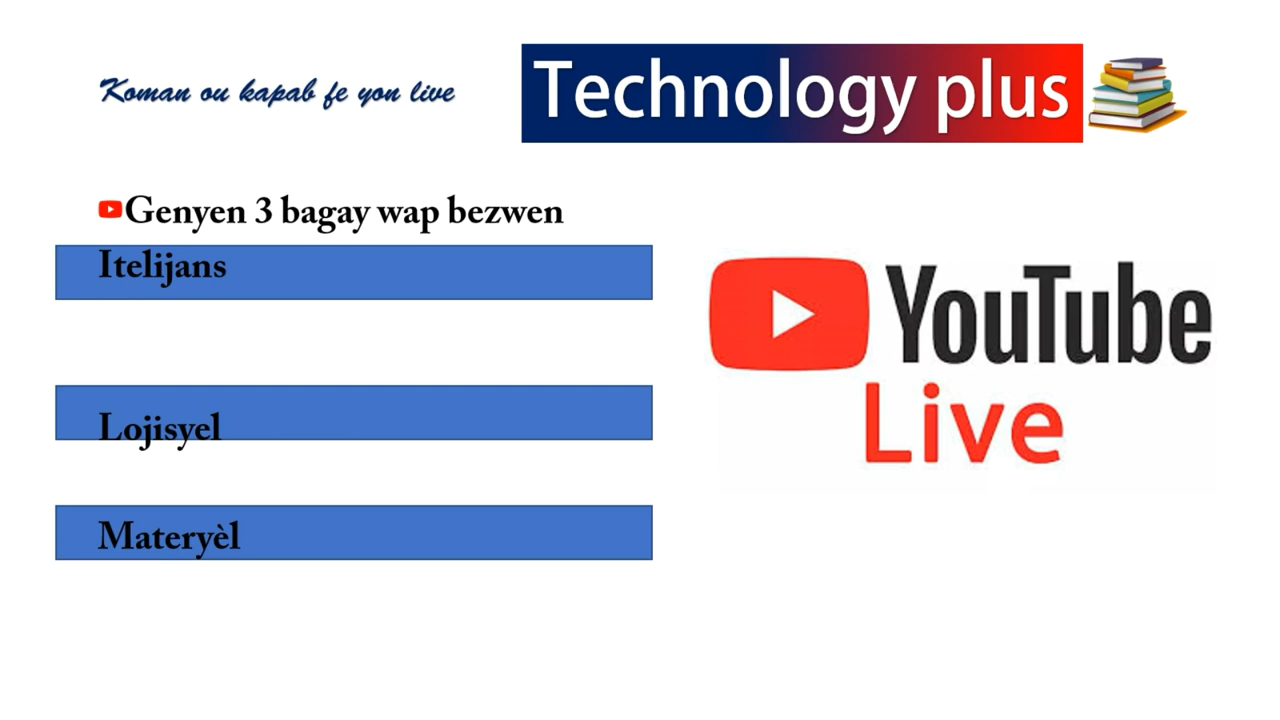 Koman ou kapab fe yon live
Technology plus
Genyen 3 bagay wap bezwen
Itelijans
Lojisyel
Materyèl
YouTube
Live